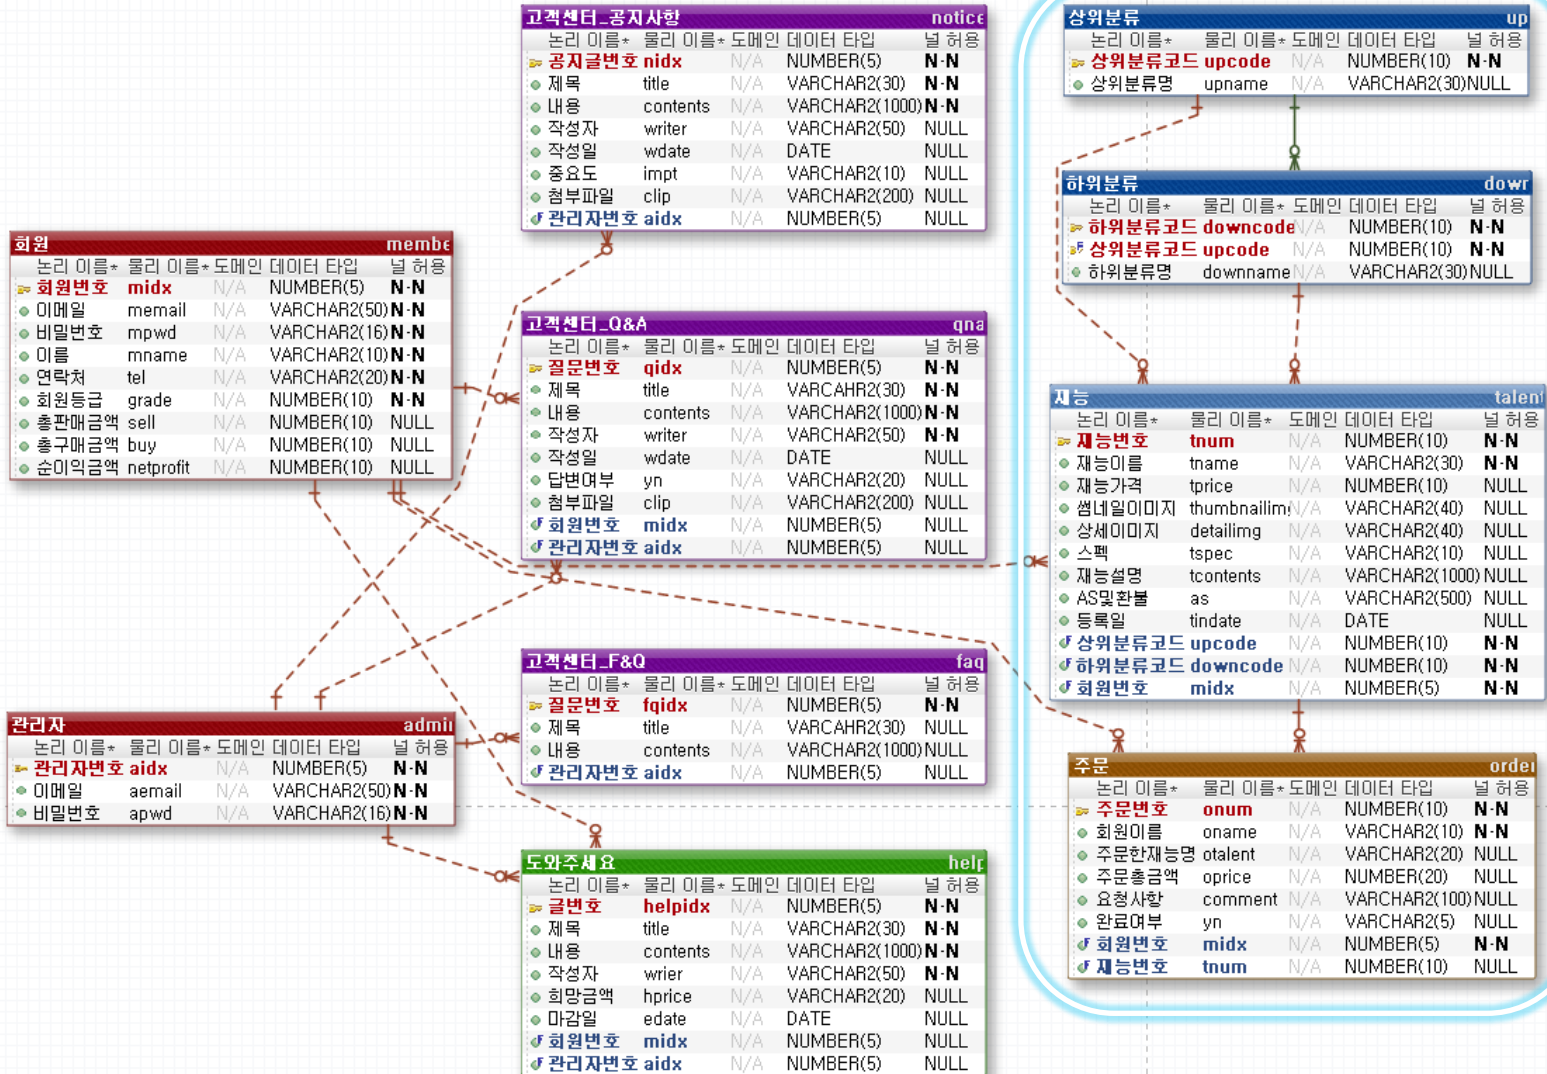 고객센터_공지사항 notice
논리 이름* 물리 이름* 도메인 데이터 타입 널 허용
공지글번호 nidx N/A NUMBER(5) N-N
제목 title N/A VARCHAR2(30) N-N
내용 contents N/A VARCHAR2(1000) N-N
작성자 writer N/A VARCHAR2(50) NULL
작성일 wdate N/A DATE NULL
중요도 impt N/A VARCHAR2(10) NULL
첨부파일 clip N/A VARCHAR2(200) NULL
관리자번호 aidx N/A NUMBER(5) NULL
상위분류 up
논리 이름* 물리 이름* 도메인 데이터 타입 널 허용
상위분류코드 upcode N/A NUMBER(10) N-N
상위분류명 upname N/A VARCHAR2(30) NULL
하위분류 dowr
논리 이름* 물리 이름* 도메인 데이터 타입 널 허용
하위분류코드 downcode N/A NUMBER(10) N-N
상위분류코드 upcode N/A NUMBER(10) N-N
하위분류명 downname N/A VARCHAR2(30) NULL
회원 membe
논리 이름* 물리 이름* 도메인 데이터 타입 널 허용
회원번호 midx N/A NUMBER(5) N-N
이메일 memail N/A VARCHAR2(50) N-N
비밀번호 mpwd N/A VARCHAR2(16) N-N
이름 mname N/A VARCHAR2(10) N-N
연락처 tel N/A VARCHAR2(20) N-N
회원등급 grade N/A NUMBER(10) N-N
총판매금액 sell N/A NUMBER(10) NULL
총구매금액 buy N/A NUMBER(10) NULL
순이익금액 netprofit N/A NUMBER(10) NULL
고객센터_Q&A qna
논리 이름* 물리 이름* 도메인 데이터 타입 널 허용
질문번호 qidx N/A NUMBER(5) N-N
제목 title N/A VARCAHR2(30) N-N
내용 contents N/A VARCHAR2(1000) N-N
작성자 writer N/A VARCHAR2(50) N-N
작성일 wdate N/A DATE NULL
답변여부 yn N/A VARCHAR2(20) NULL
첨부파일 clip N/A VARCHAR2(200) NULL
회원번호 midx N/A NUMBER(5) NULL
관리자번호 aidx N/A NUMBER(5) NULL
재능 talent
논리 이름* 물리 이름* 도메인 데이터 타입 널 허용
재능번호 tnum N/A NUMBER(10) N-N
재능이름 tname N/A VARCHAR2(30) N-N
재능가격 tprice N/A NUMBER(10) NULL
썸네일이미지 thumbnailim N/A VARCHAR2(40) NULL
상세이미지 detailimg N/A VARCHAR2(40) NULL
스펙 tspec N/A VARCHAR2(10) NULL
재능설명 tcontents N/A VARCHAR2(1000) NULL
AS및환불 as N/A VARCHAR2(500) NULL
등록일 tindate N/A DATE NULL
상위분류코드 upcode N/A NUMBER(10) N-N
하위분류코드 downcode N/A NUMBER(10) N-N
회원번호 midx N/A NUMBER(5) N-N
고객센터_F&Q faq
논리 이름* 물리 이름* 도메인 데이터 타입 널 허용
질문번호 fqidx N/A NUMBER(5) N-N
제목 title N/A VARCAHR2(30) NULL
내용 contents N/A VARCHAR2(1000) NULL
관리자번호 aidx N/A NUMBER(5) NULL
관리자 admii
논리 이름* 물리 이름* 도메인 데이터 타입 널 허용
관리자번호 aidx N/A NUMBER(5) N-N
이메일 aemail N/A VARCHAR2(50) N-N
비밀번호 apwd N/A VARCHAR2(16) N-N
주문 order
논리 이름* 물리 이름* 도메인 데이터 타입 널 허용
주문번호 onum N/A NUMBER(10) N-N
회원이름 oname N/A VARCHAR2(10) N-N
주문한재능명 otalent N/A VARCHAR2(20) NULL
주문총금액 oprice N/A NUMBER(20) NULL
요청사항 comment N/A VARCHAR2(100) NULL
완료여부 yn N/A VARCHAR2(5) NULL
회원번호 midx N/A NUMBER(5) N-N
재능번호 tnum N/A NUMBER(10) NULL
도와주세요 help
논리 이름* 물리 이름* 도메인 데이터 타입 널 허용
글번호 helpidx N/A NUMBER(5) N-N
제목 title N/A VARCHAR2(30) N-N
내용 contents N/A VARCHAR2(1000) N-N
작성자 wrier N/A VARCHAR2(50) N-N
희망금액 hprice N/A VARCHAR2(20) NULL
마감일 edate N/A DATE NULL
회원번호 midx N/A NUMBER(5) NULL
관리자번호 aidx N/A NUMBER(5) NULL